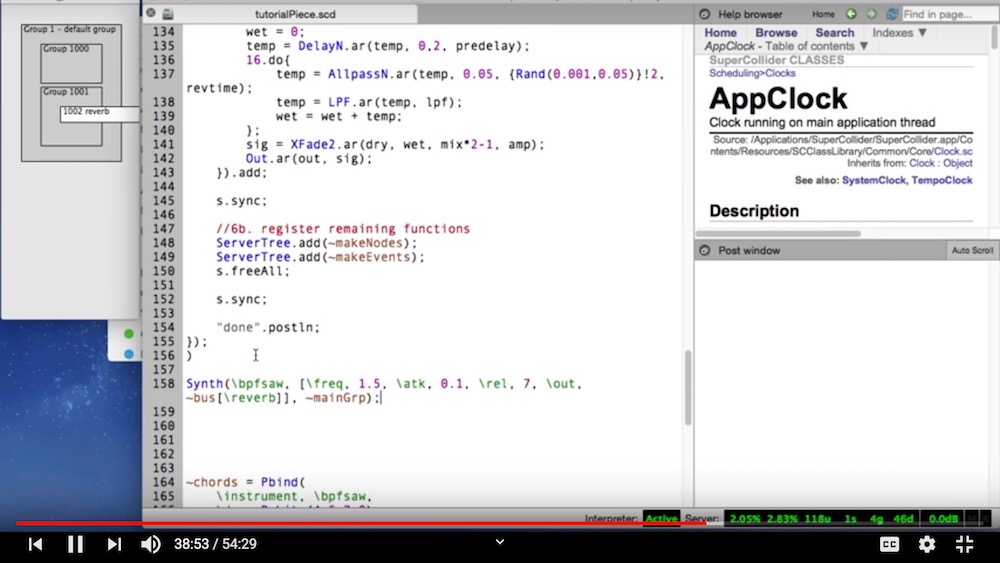 tutorialPiece.scd
Group 1 - default group
Group 1000
Group 1001
1002 reverb
134 wet = 0;
135 temp = DelayN.ar(temp, 0,2, predelay);
136 16.do{
137 temp = AllpassN.ar(temp, 0.05, {Rand(0.001,0.05)}!2,
revtime);
138 temp = LPF.ar(temp, lpf);
139 wet = wet + temp;
140 };
141 sig = XFade2.ar(dry, wet, mix*2-1, amp);
142 Out.ar(out, sig);
143 }).add;
144
145 s.sync;
146
147 //6b. register remaining functions
148 ServerTree.add(~makeNodes);
149 ServerTree.add(~makeEvents);
150 s.freeAll;
151
152 s.sync;
153
154 "done".postln;
155 });
156 )
157
158 Synth(\bpfsaw, [\freq, 1.5, \atk, 0.1, \rel, 7, \out,
~bus[\reverb]], ~mainGrp);
159
160
161
162
163
164 ~chords = Pbind(
165 \instrument, \bpfsaw,
Help browser Home Find in page...
Home Browse Search Indexes ▼
AppClock - Table of contents ▼
SuperCollider CLASSES
Scheduling>Clocks
AppClock
Clock running on main application thread
Source: /Applications/SuperCollider/SuperCollider.app/Co
ntents/Resources/SCClassLibrary/Common/Core/Clock.sc
Inherits from: Clock : Object
See also: SystemClock, TempoClock
Description
Post window Auto Scroll
Interpreter: Active Server: 2.05% 2.83% 118u 1s 4g 46d 0.0dB
38:53 / 54:29
CC